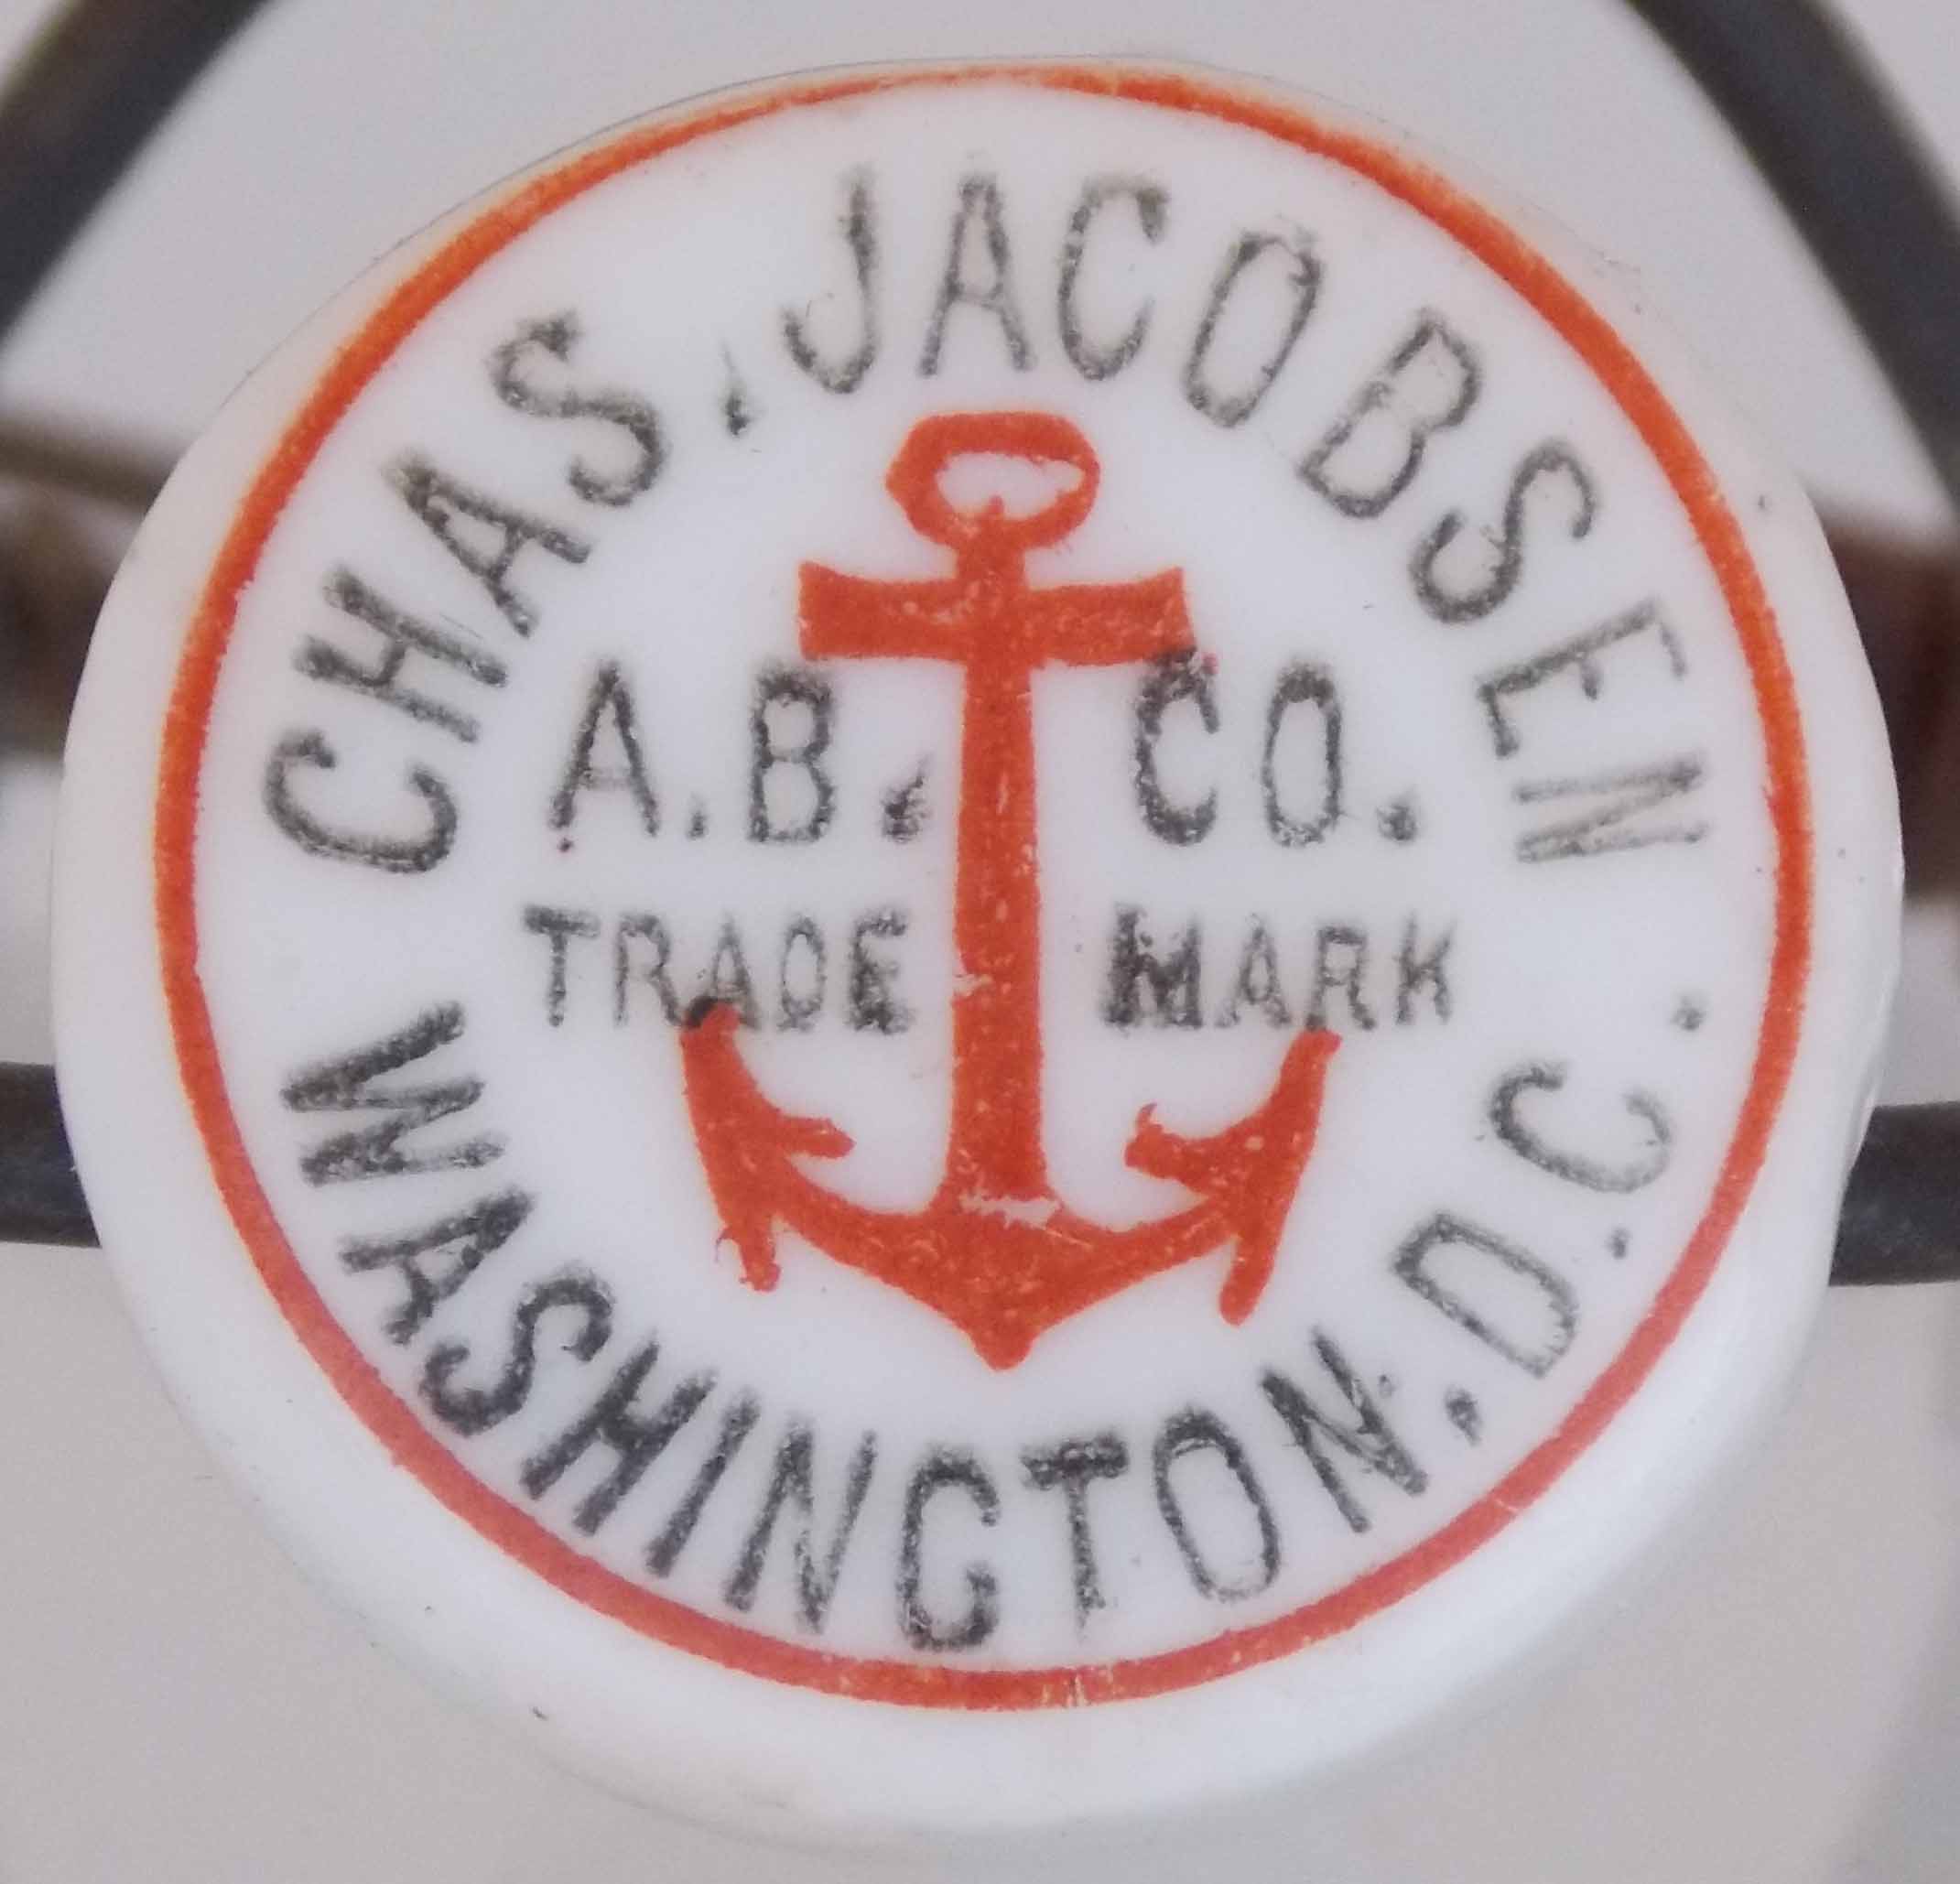 CHAS. JACOBSEN
A.B. CO.
TRADE MARK
WASHINGTON. D.C.